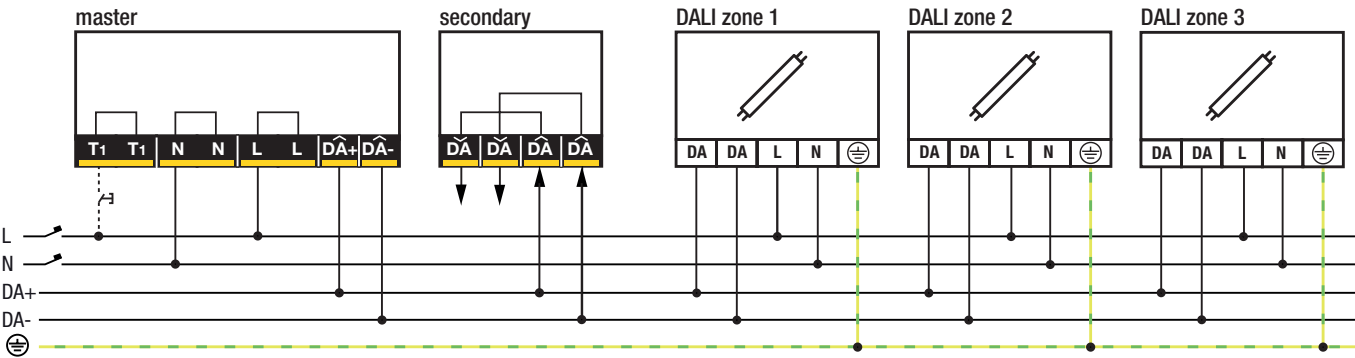 master secondary DALI zone 1 DALI zone 2 DALI zone 3
T1 T1 N N L L DA+ DA- DA DA DA DA DA DA L N DA DA L N DA DA L N
L
N
DA+
DA-